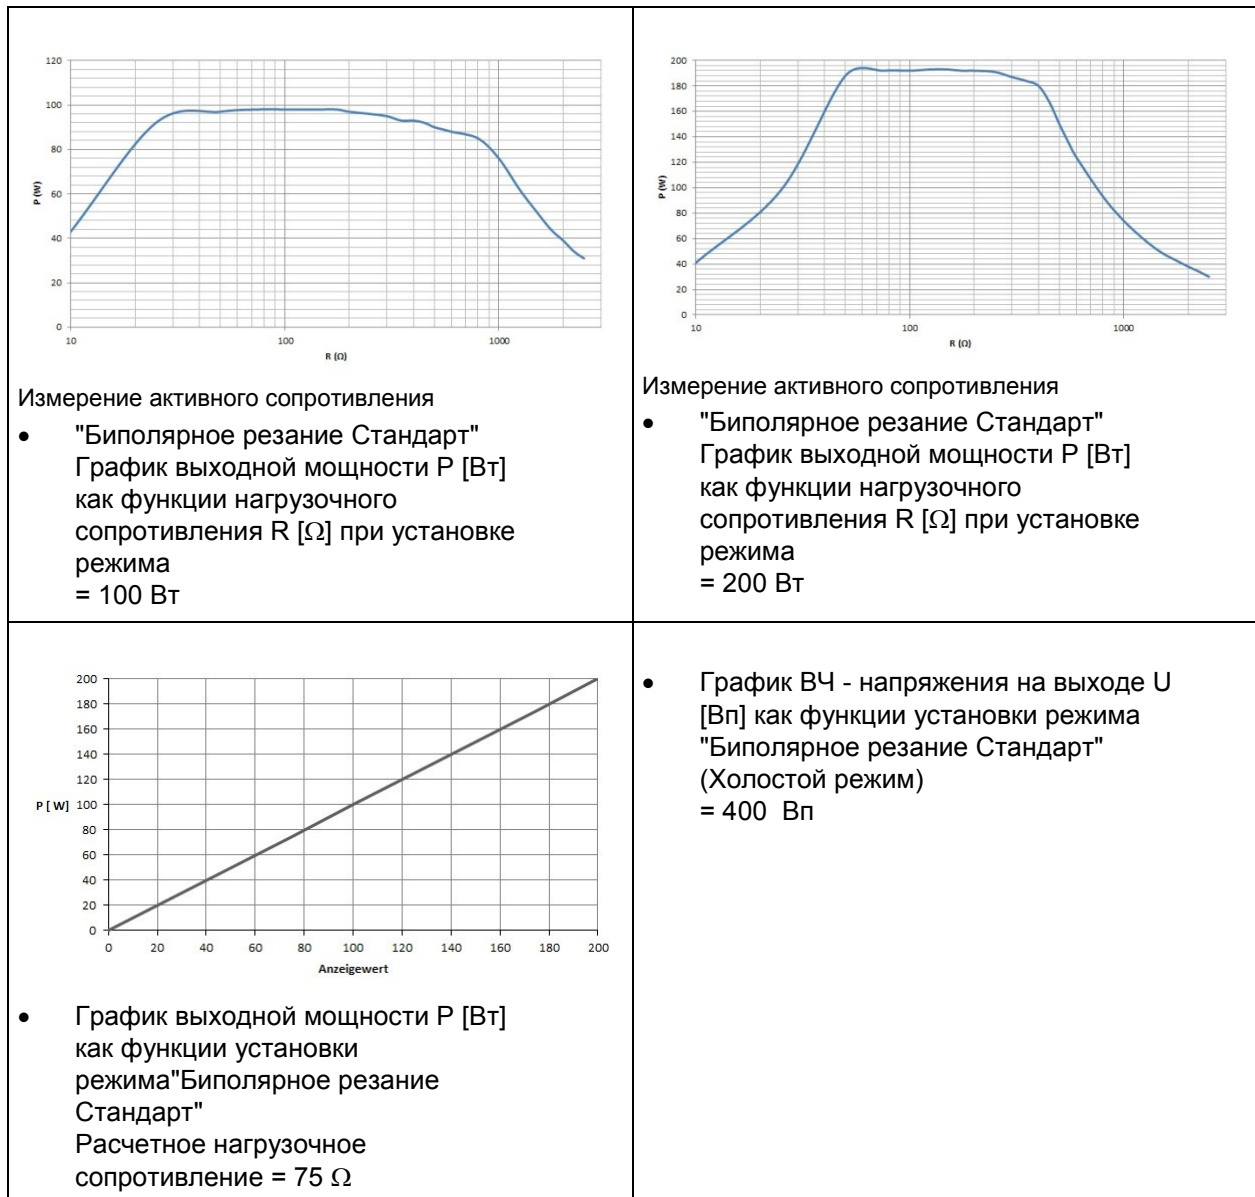 120
100
80
60
40
20
0
P (W)
10
100
1000
R (Ω)
Измерение активного сопротивления
• "Биполярное резание Стандарт"
График выходной мощности P [Вт]
как функции нагрузочного
сопротивления R [Ω] при установке
режима
= 100 Вт
200
180
160
140
120
100
80
60
40
20
0
P (W)
10
100
1000
R (Ω)
Измерение активного сопротивления
• "Биполярное резание Стандарт"
График выходной мощности P [Вт]
как функции нагрузочного
сопротивления R [Ω] при установке
режима
= 200 Вт
200
180
160
140
120
P [ W] 100
80
60
40
20
0
0 20 40 60 80 100 120 140 160 180 200
Anzeigewert
• График выходной мощности P [Вт]
как функции установки
режима"Биполярное резание
Стандарт"
Расчетное нагрузочное
сопротивление = 75 Ω
• График ВЧ - напряжения на выходе U
[Вп] как функции установки режима
"Биполярное резание Стандарт"
(Холостой режим)
= 400 Вп